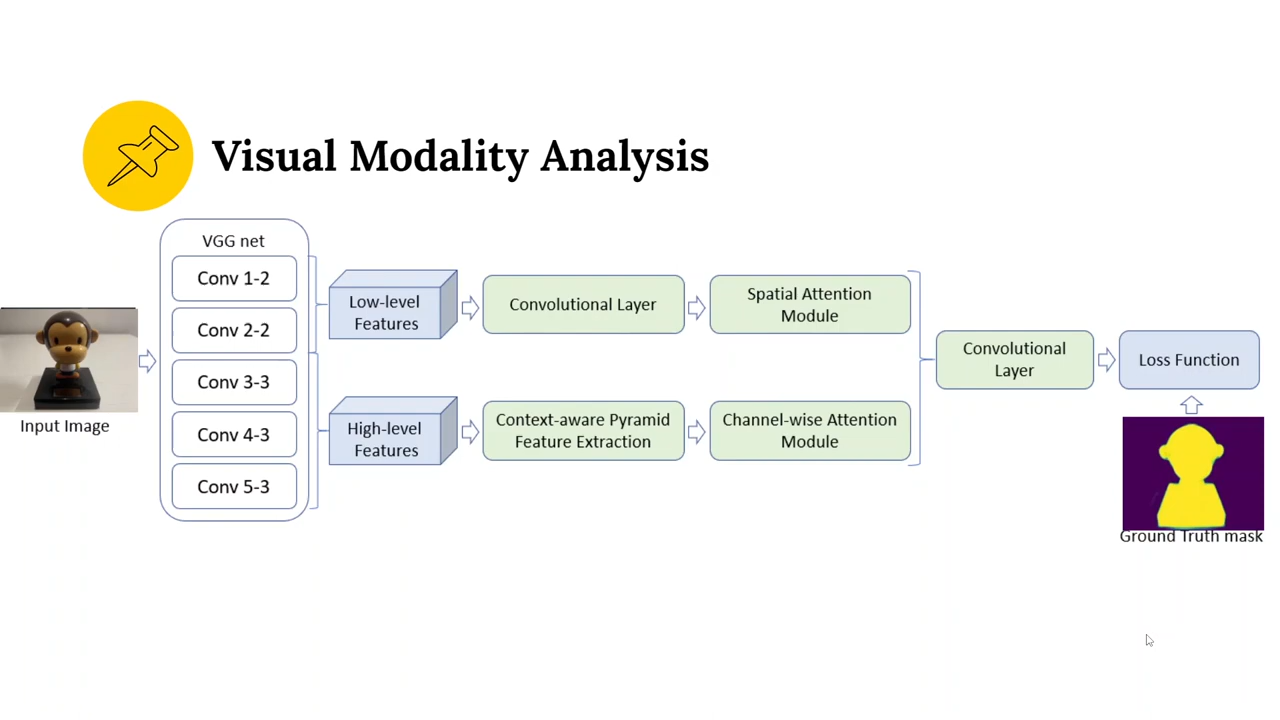 Visual Modality Analysis
VGG net
Conv 1-2
Conv 2-2
Conv 3-3
Conv 4-3
Conv 5-3
Input Image
Low-level
Features
Convolutional Layer
Spatial Attention
Module
High-level
Features
Context-aware Pyramid
Feature Extraction
Channel-wise Attention
Module
Convolutional
Layer
Loss Function
Ground Truth mask